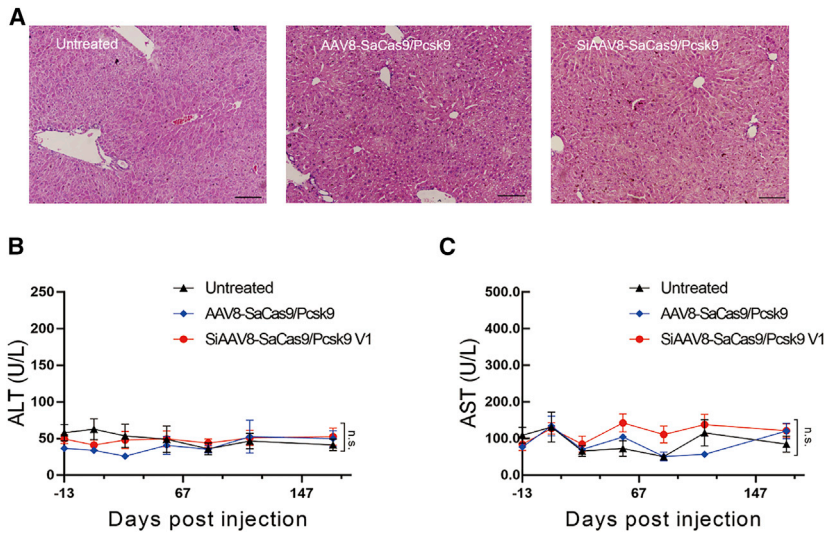 A
Untreated
AAV8-SaCas9/Pcsk9
SiAAV8-SaCas9/Pcsk9
B
Untreated
AAV8-SaCas9/Pcsk9
SiAAV8-SaCas9/Pcsk9 V1
250
200
150
100
50
0
ALT (U/L)
n.s.
-13
67
147
Days post injection
C
Untreated
AAV8-SaCas9/Pcsk9
SiAAV8-SaCas9/Pcsk9 V1
500.0
400.0
300.0
200.0
100.0
0.0
AST (U/L)
n.s.
-13
67
147
Days post injection